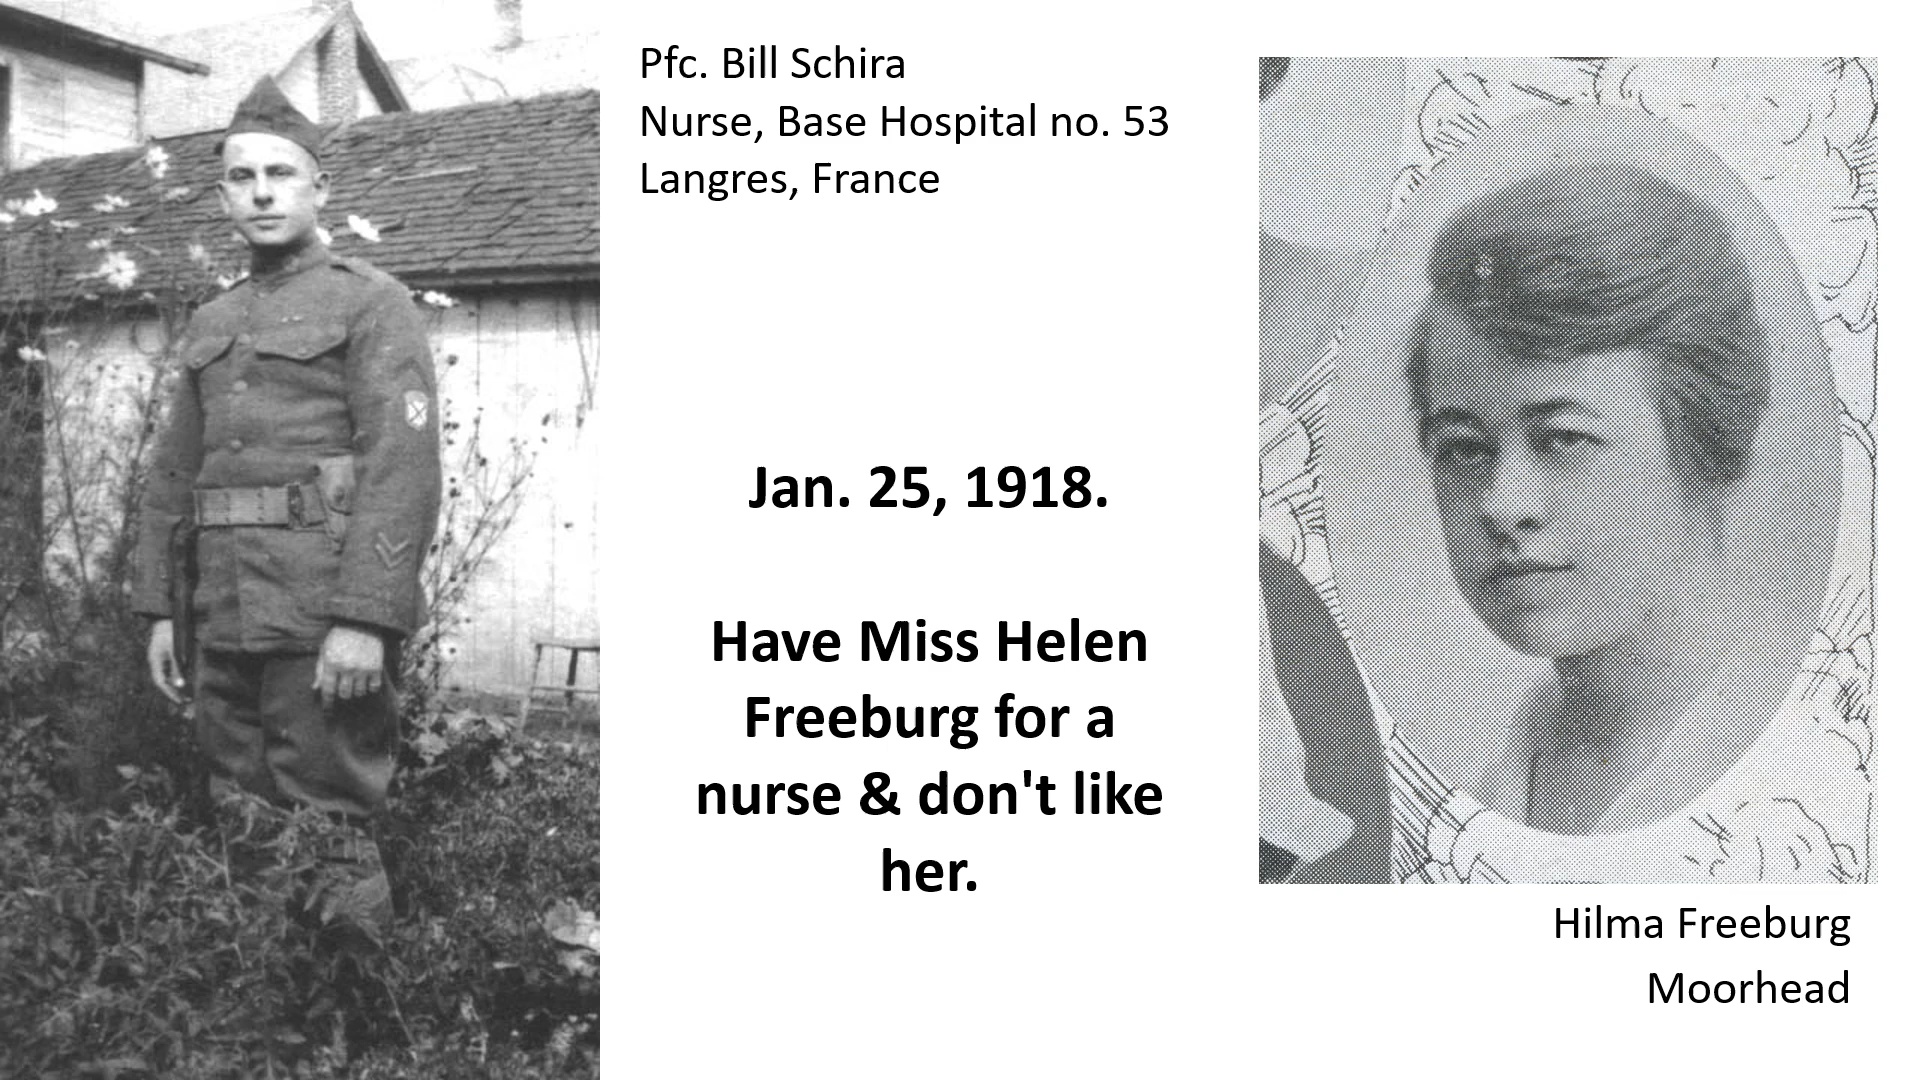 Pfc. Bill Schira
Nurse, Base Hospital no. 53
Langres, France
Jan. 25, 1918.
Have Miss Helen
Freeburg for a
nurse & don't like
her.
Hilma Freeburg
Moorhead